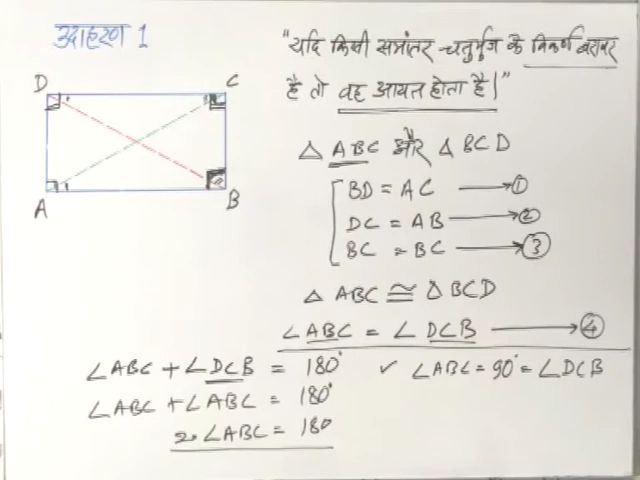 उदाहरण 1
"यदि किसी समांतर चतुर्भुज के विकर्ण बराबर
है तो वह आयत होता है।"
D C
A B
△ ABC और △ BCD
BD = AC → ①
DC = AB → ②
BC = BC → ③
△ ABC ≅ △ BCD
∠ABC = ∠DCB → ④
∠ABC + ∠DCB = 180° ✓ ∠ABC = 90° = ∠DCB
∠ABC + ∠ABC = 180°
2∠ABC = 180